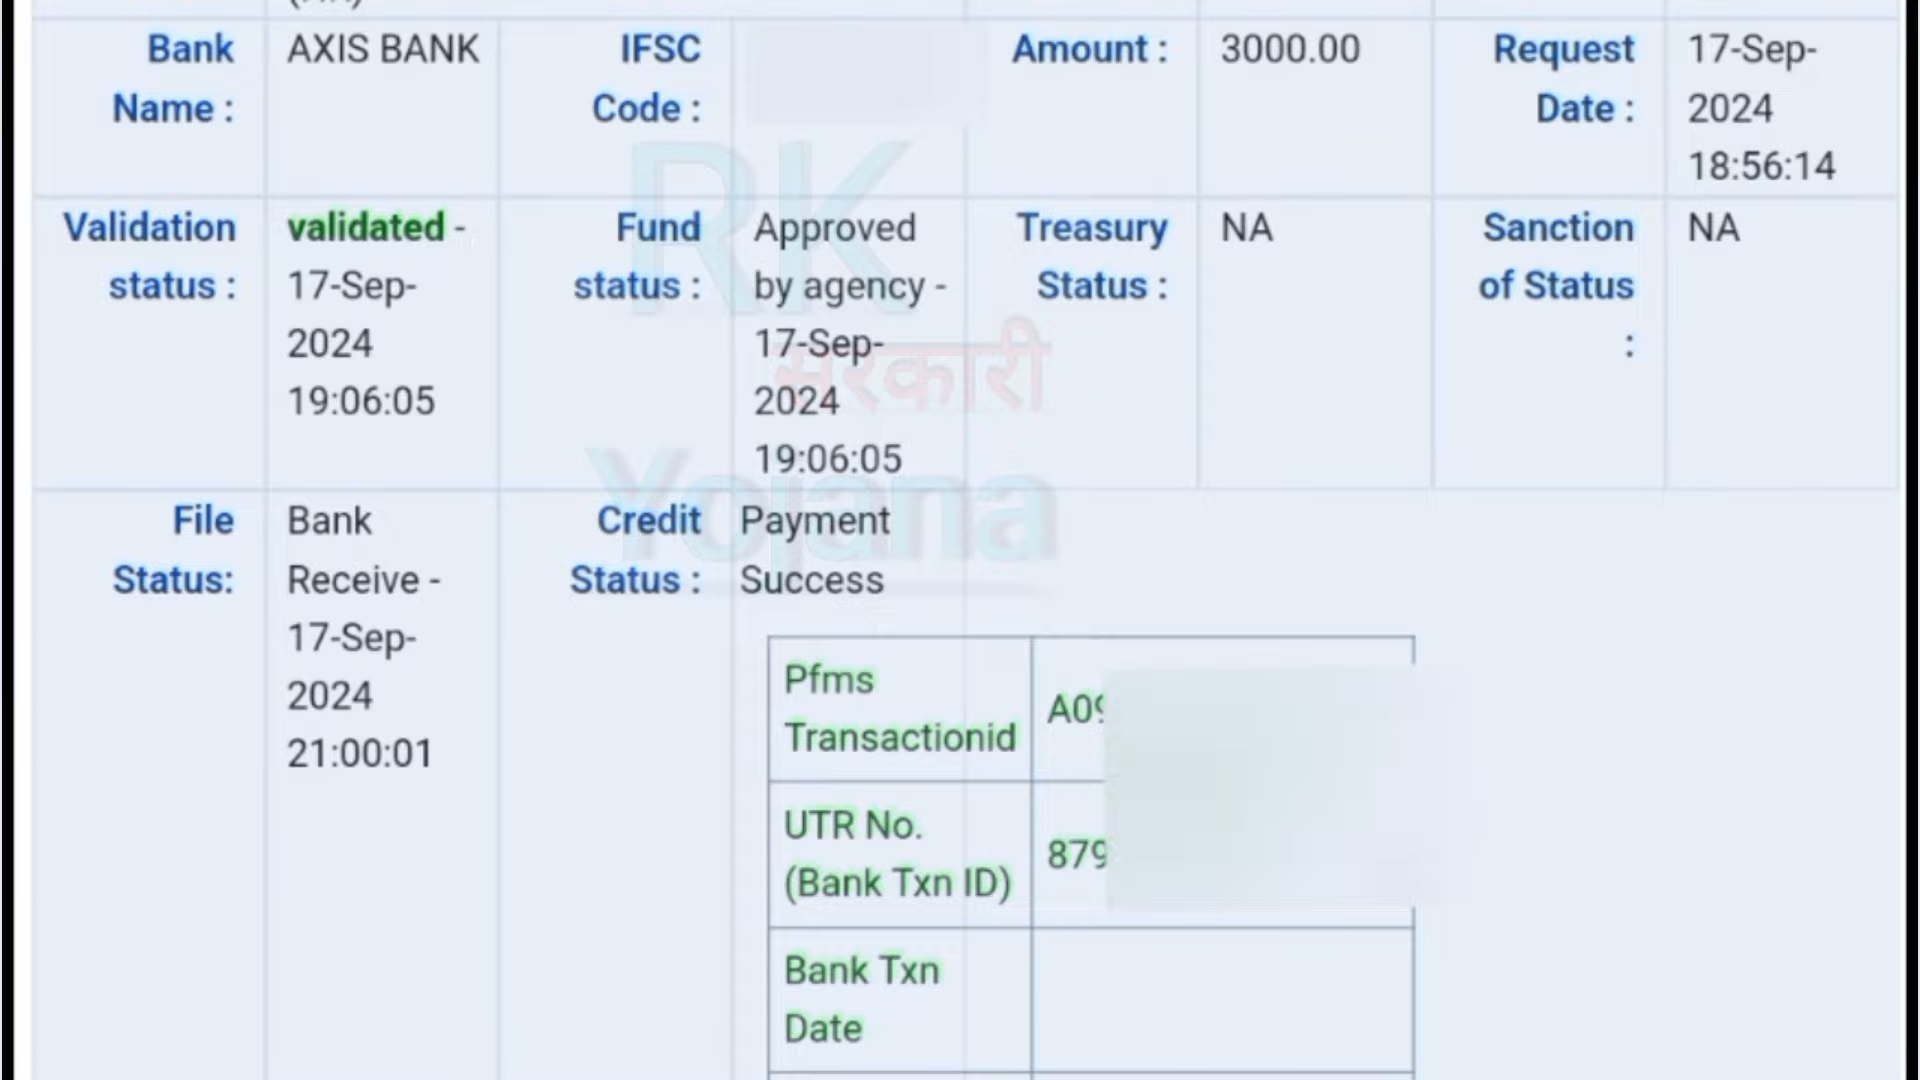 Bank Name :
AXIS BANK
IFSC Code :
Amount :
3000.00
Request Date :
17-Sep-
2024
18:56:14
Validation status :
validated -
17-Sep-
2024
19:06:05
Fund status :
Approved
by agency -
17-Sep-
2024
19:06:05
Treasury Status :
NA
Sanction of Status :
NA
File Status:
Bank
Receive -
17-Sep-
2024
21:00:01
Credit Status :
Payment
Success
Pfms
Transactionid
A09
UTR No.
(Bank Txn ID)
879
Bank Txn
Date
RK
सरकारी
Yojana